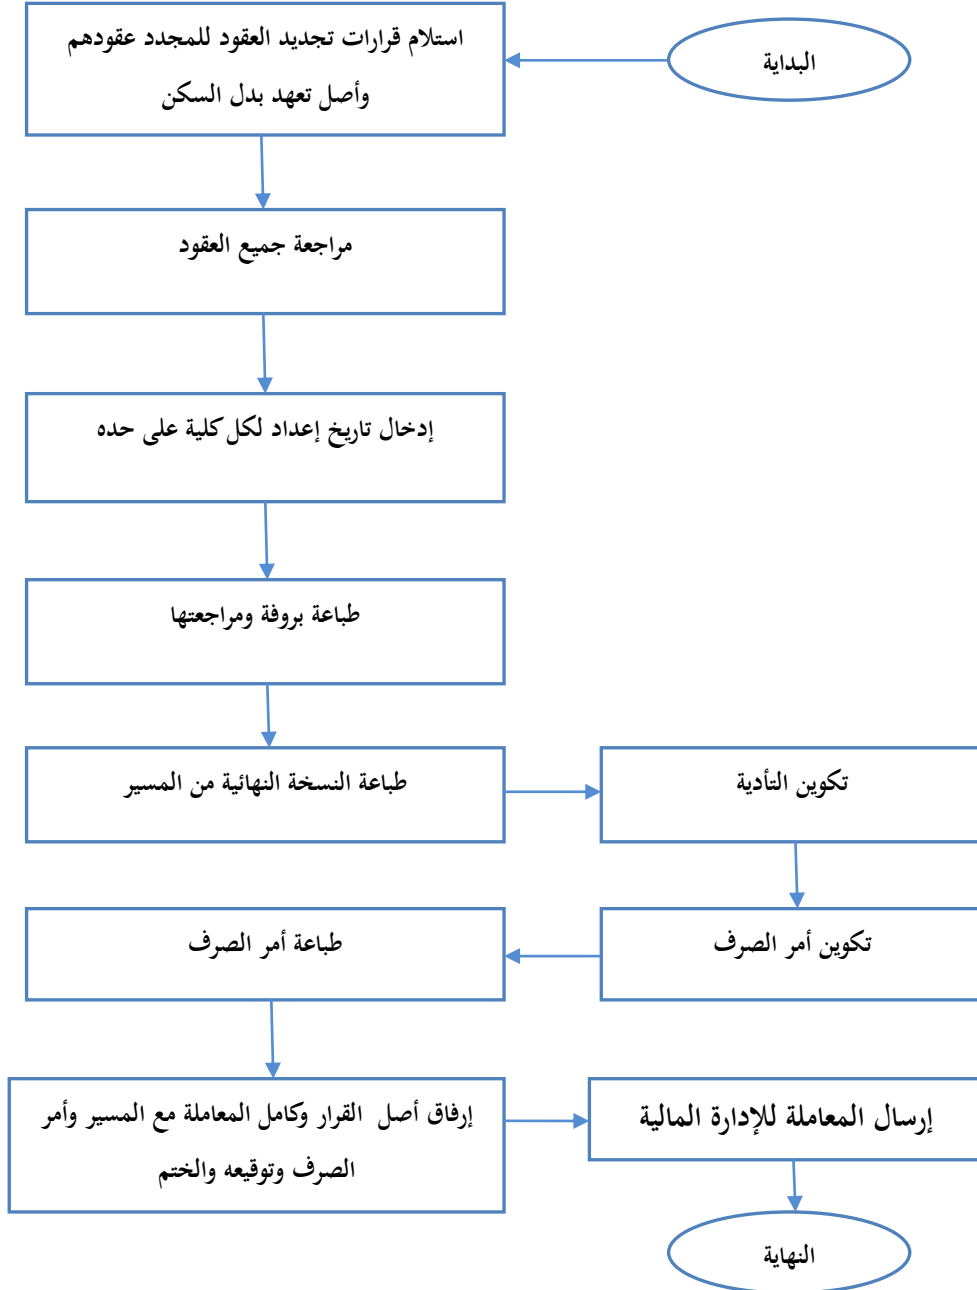 البداية
استلام قرارات تجديد العقود للمجدد عقودهم
وأصل تعهد بدل السكن
مراجعة جميع العقود
إدخال تاريخ إعداد لكل كلية على حده
طباعة بروفة ومراجعتها
طباعة النسخة النهائية من المسير
تكوين التأدية
تكوين أمر الصرف
طباعة أمر الصرف
إرفاق أصل القرار وكامل المعاملة مع المسير وأمر
الصرف وتوقيعه والختم
إرسال المعاملة للإدارة المالية
النهاية